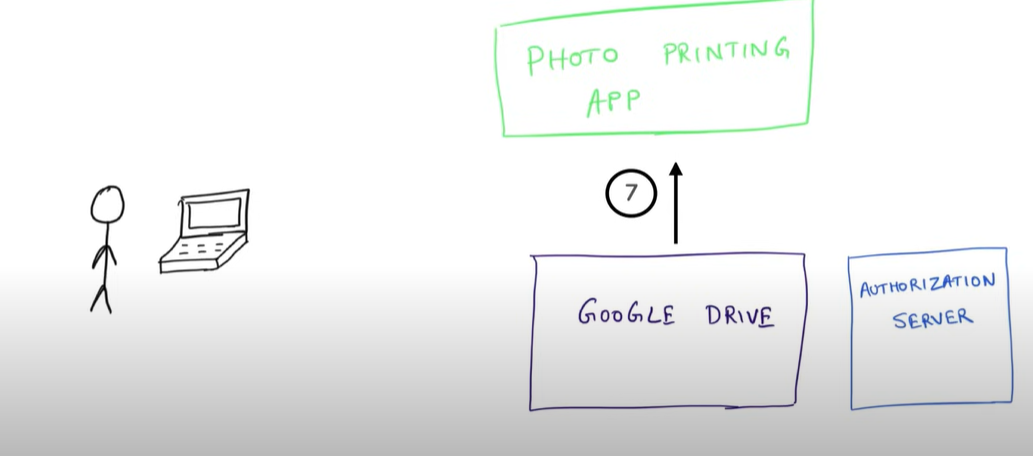 PHOTO PRINTING
APP
7
GOOGLE DRIVE
AUTHORIZATION
SERVER